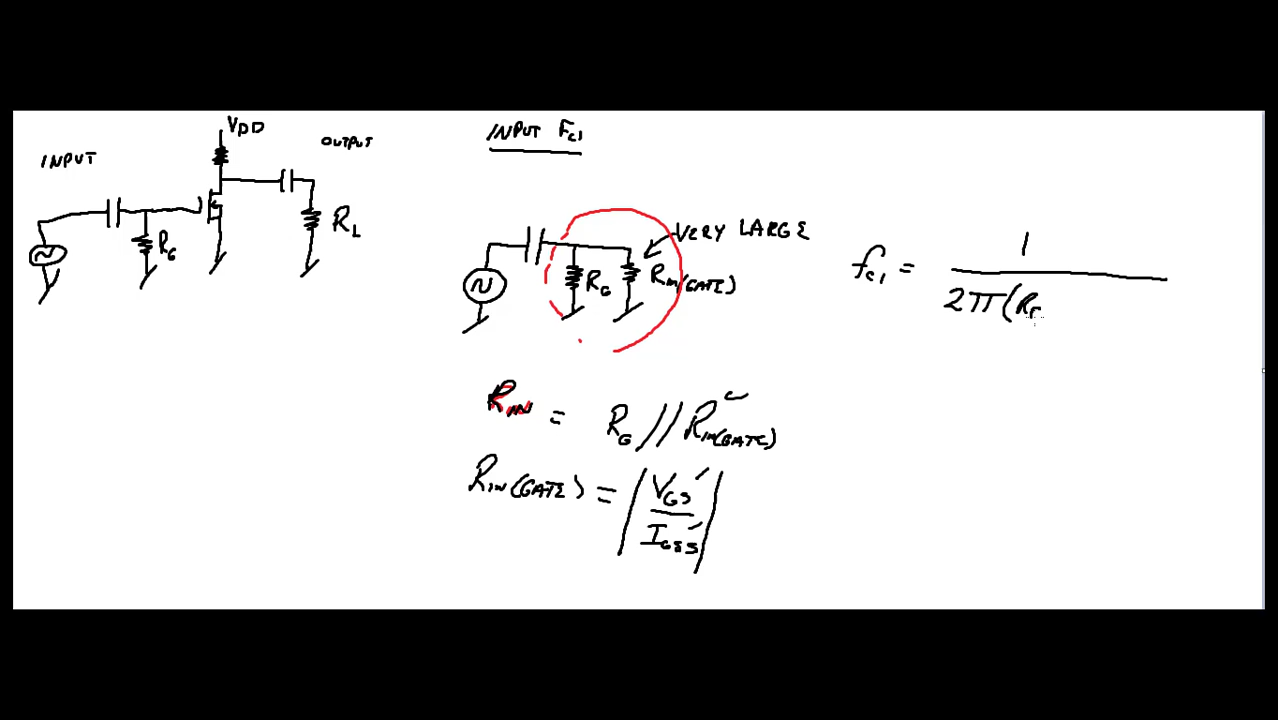 VDD
INPUT
OUTPUT
RG
RL
INPUT Fc1
VERY LARGE
RG
Rin(GATE)
fc1 = 1
2π(RG
RIN = RG // RIN(GATE)
RIN(GATE) = | VGS
IGSS |